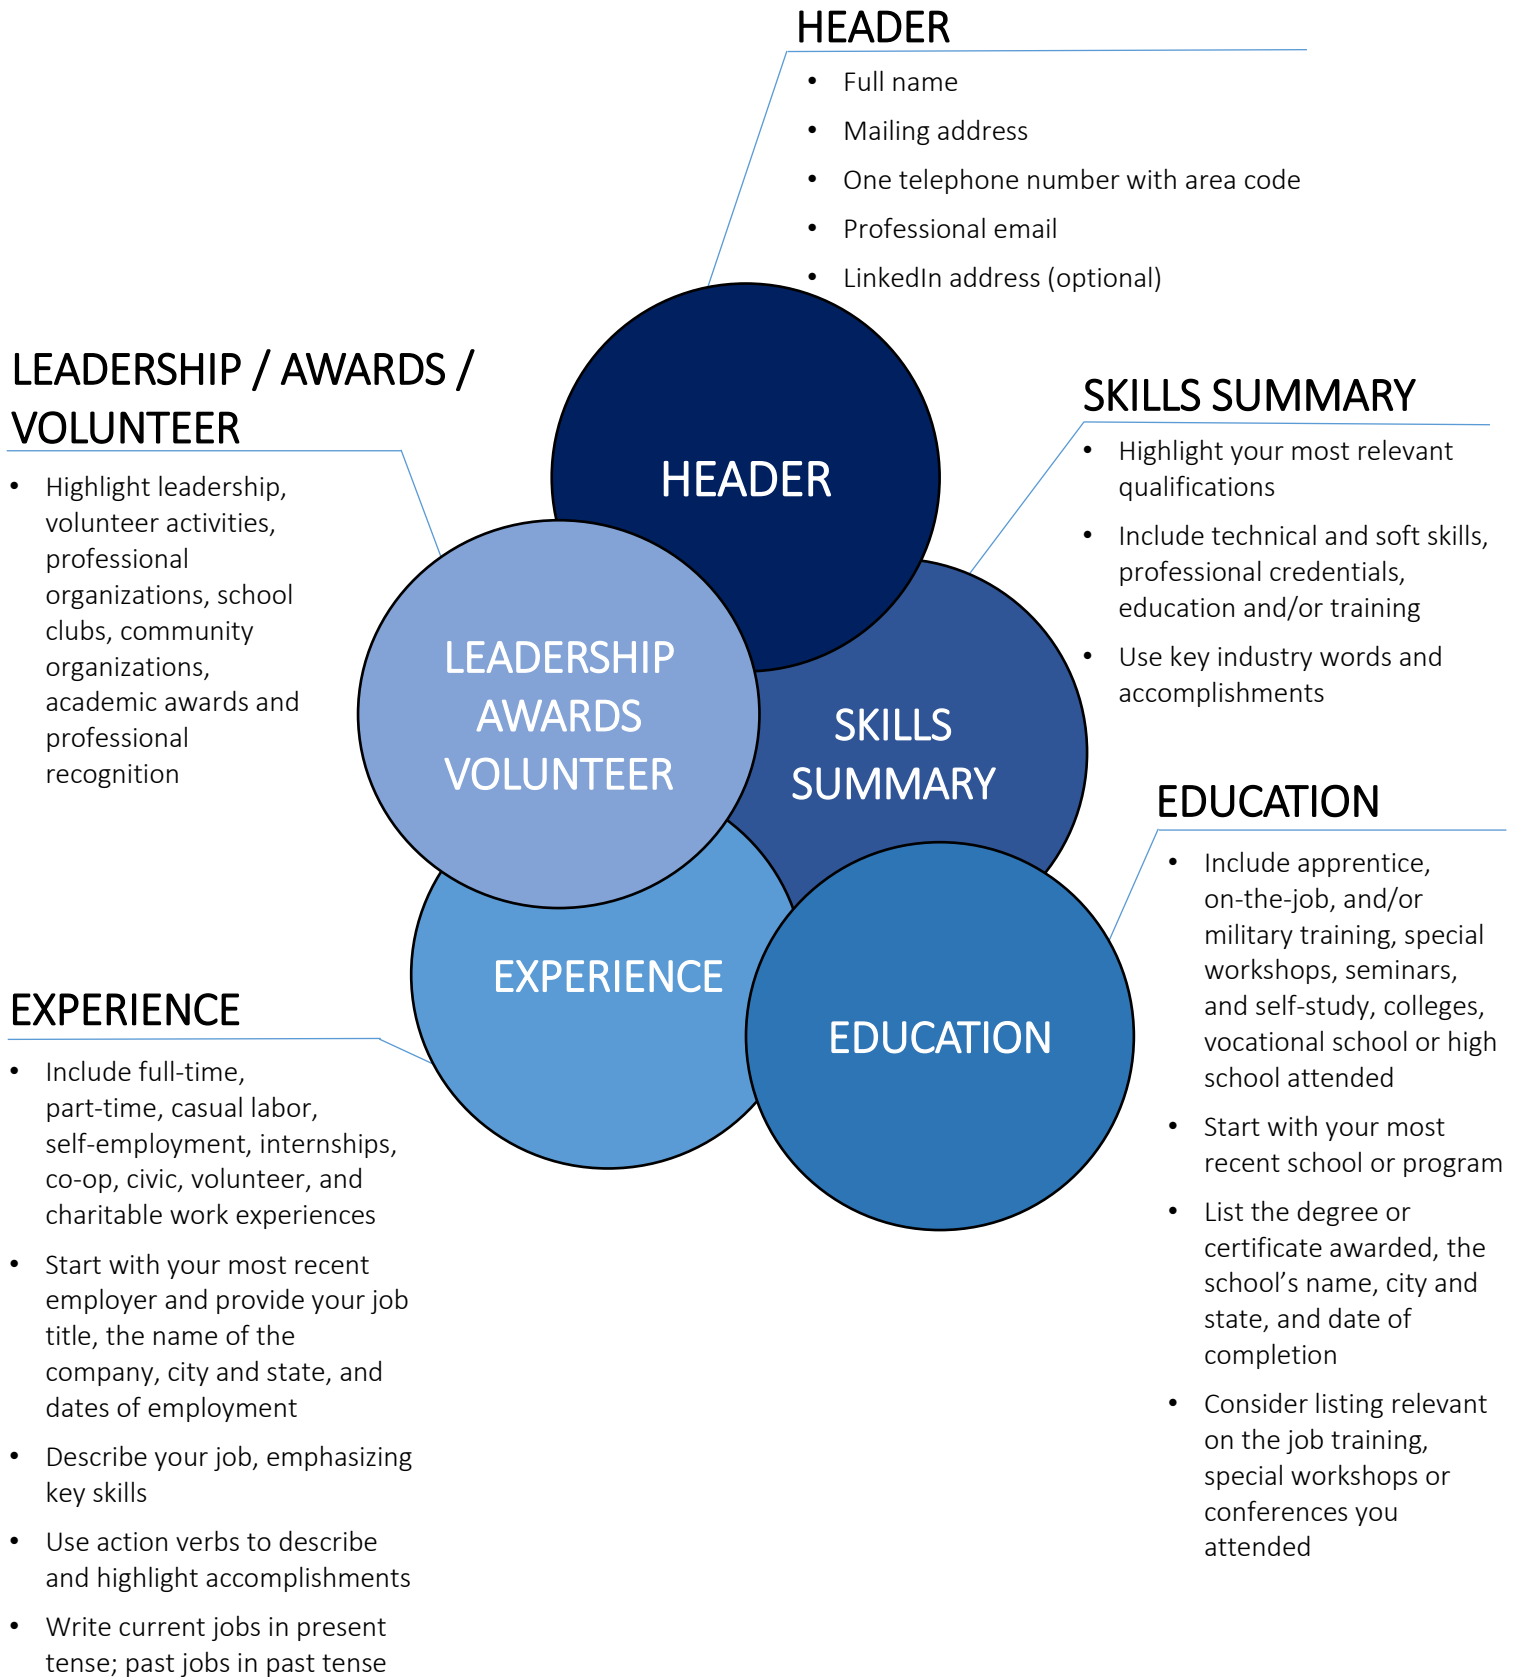 HEADER
• Full name
• Mailing address
• One telephone number with area code
• Professional email
• LinkedIn address (optional)
LEADERSHIP / AWARDS /
VOLUNTEER
• Highlight leadership,
volunteer activities,
professional
organizations, school
clubs, community
organizations,
academic awards and
professional
recognition
SKILLS SUMMARY
• Highlight your most relevant
qualifications
• Include technical and soft skills,
professional credentials,
education and/or training
• Use key industry words and
accomplishments
HEADER
LEADERSHIP
AWARDS
VOLUNTEER
SKILLS
SUMMARY
EXPERIENCE
EDUCATION
EDUCATION
• Include apprentice,
on-the-job, and/or
military training, special
workshops, seminars,
and self-study, colleges,
vocational school or high
school attended
• Start with your most
recent school or program
• List the degree or
certificate awarded, the
school’s name, city and
state, and date of
completion
• Consider listing relevant
on the job training,
special workshops or
conferences you
attended
EXPERIENCE
• Include full-time,
part-time, casual labor,
self-employment, internships,
co-op, civic, volunteer, and
charitable work experiences
• Start with your most recent
employer and provide your job
title, the name of the
company, city and state, and
dates of employment
• Describe your job, emphasizing
key skills
• Use action verbs to describe
and highlight accomplishments
• Write current jobs in present
tense; past jobs in past tense